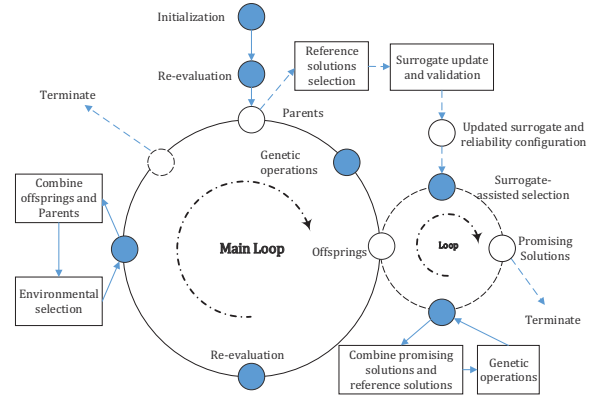 Initialization
Re-evaluation
Reference
solutions
selection
Surrogate update
and validation
Terminate
Parents
Updated surrogate and
reliability configuration
Genetic
operations
Combine
offsprings and
Parents
Surrogate-
assisted selection
Main Loop
Offsprings
Loop
Promising
Solutions
Environmental
selection
Terminate
Re-evaluation
Combine promising
solutions and
reference solutions
Genetic
operations